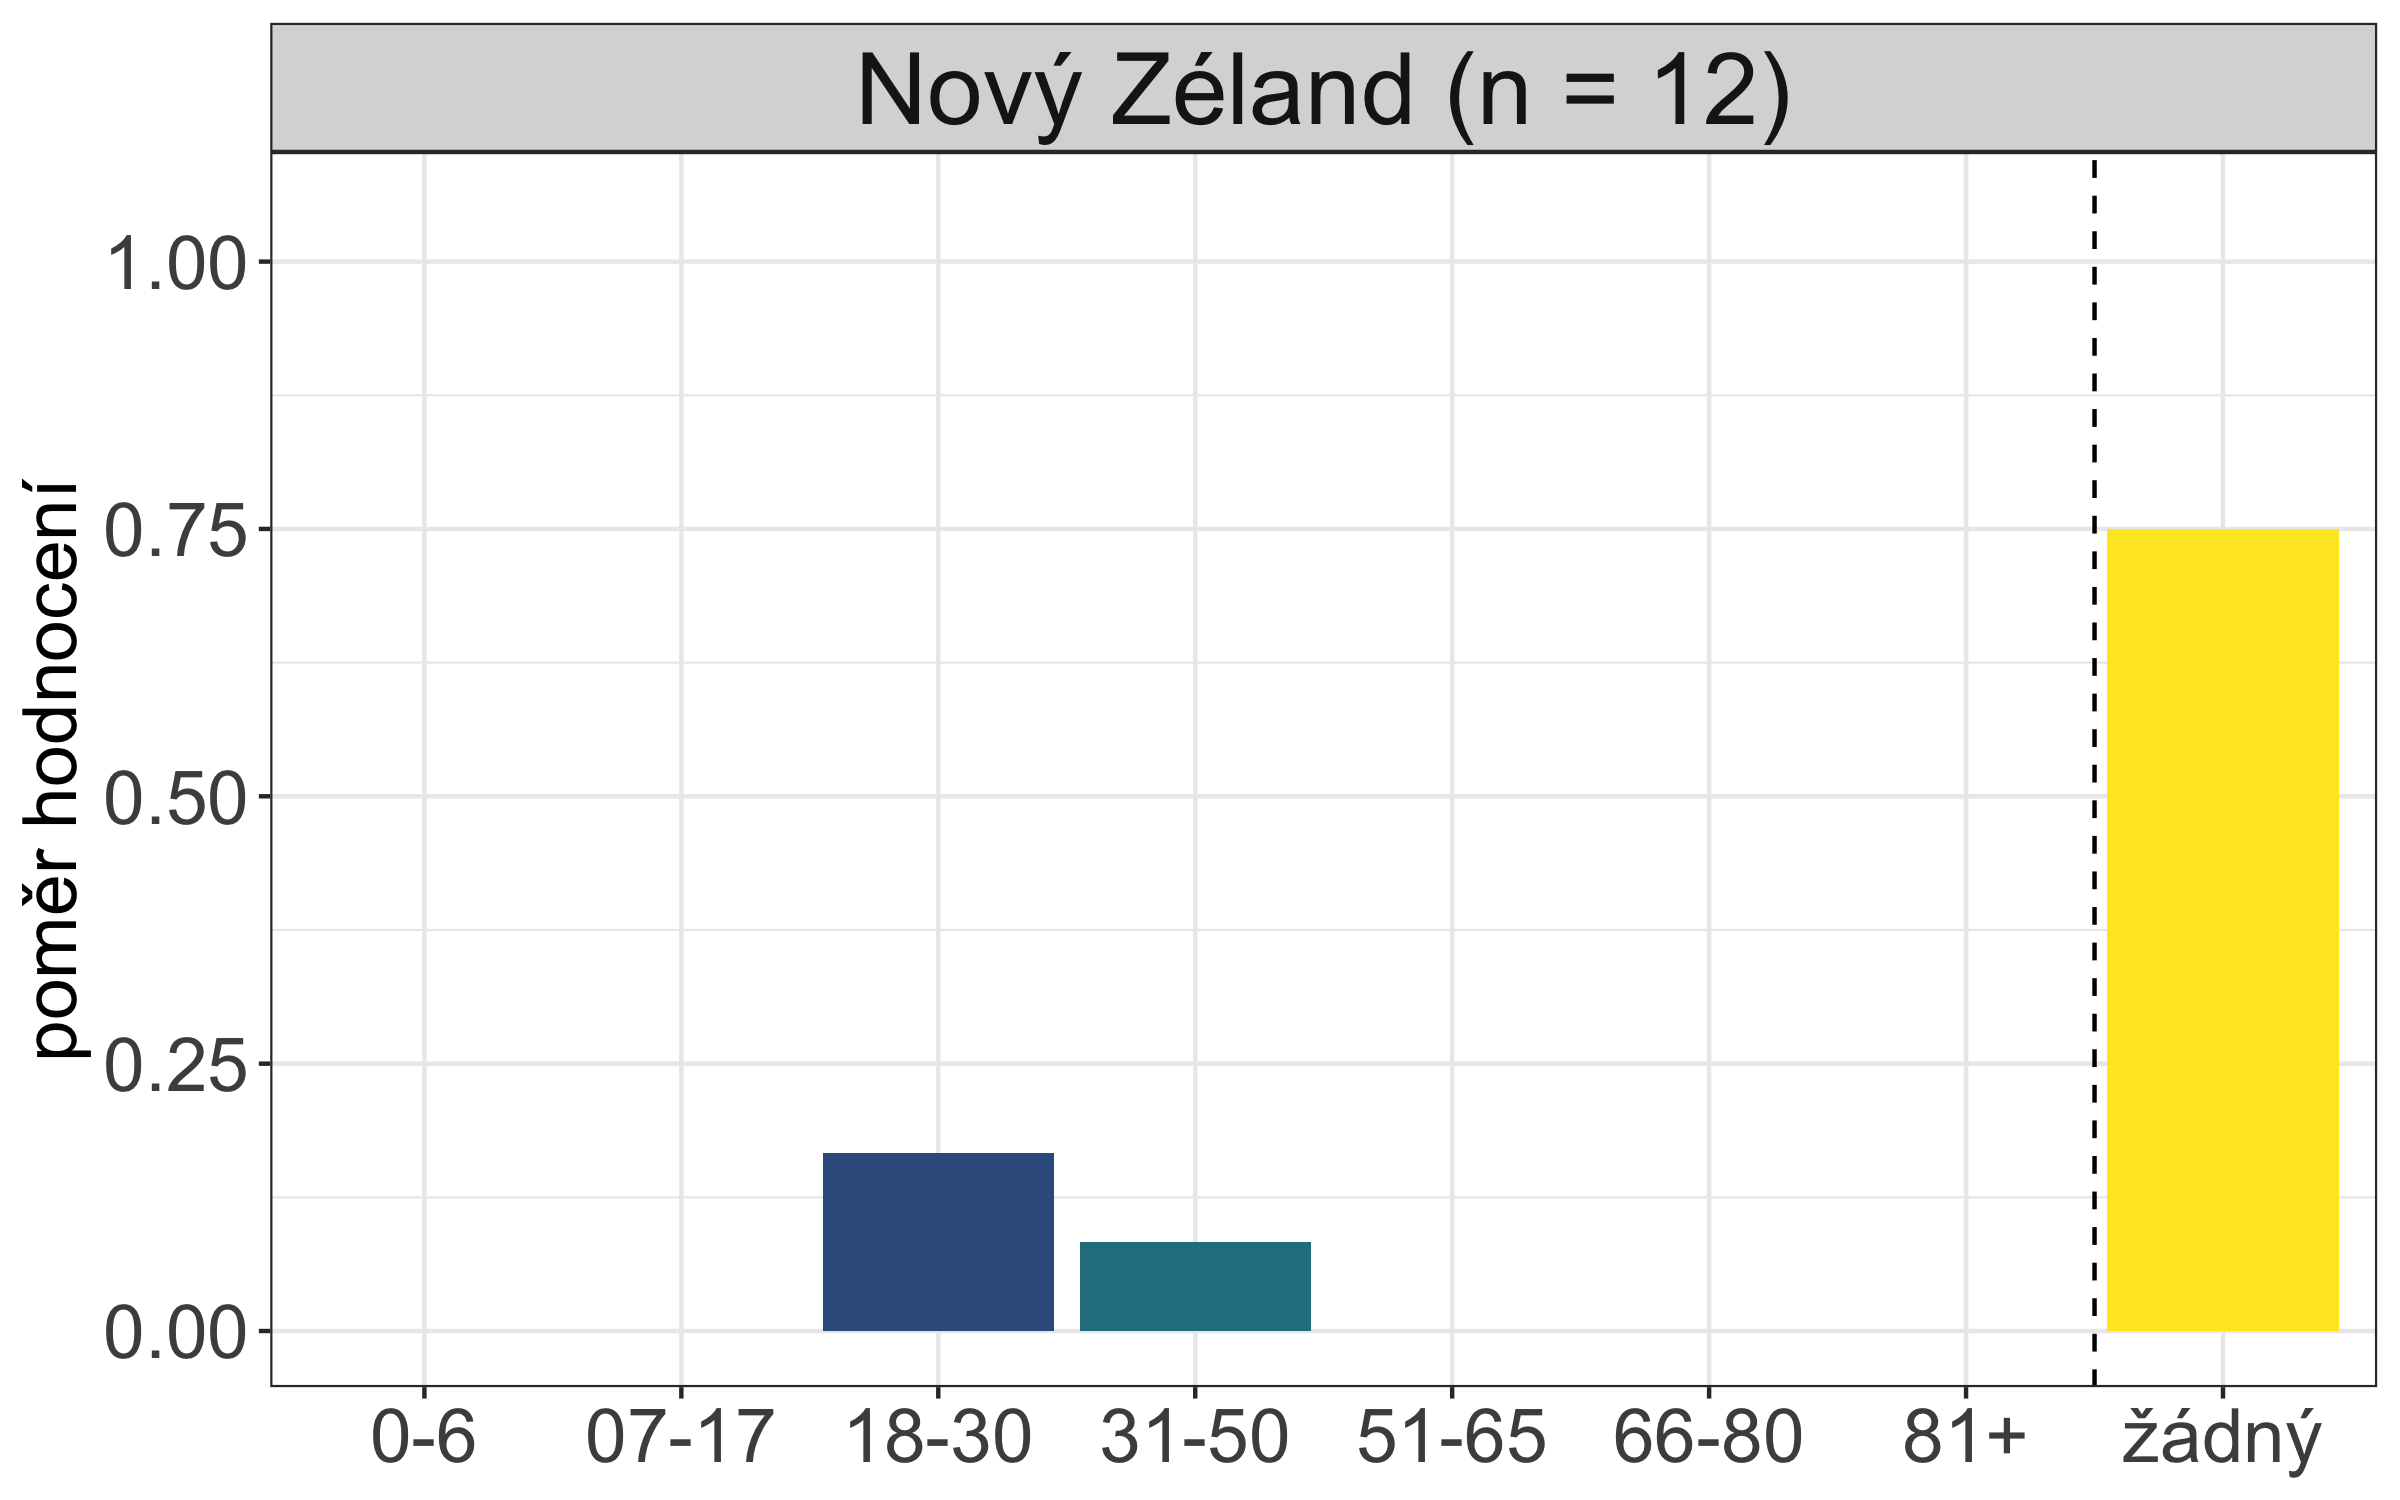 Nový Zéland (n = 12)
poměr hodnocení
1.00
0.75
0.50
0.25
0.00
0-6 07-17 18-30 31-50 51-65 66-80 81+ žádný